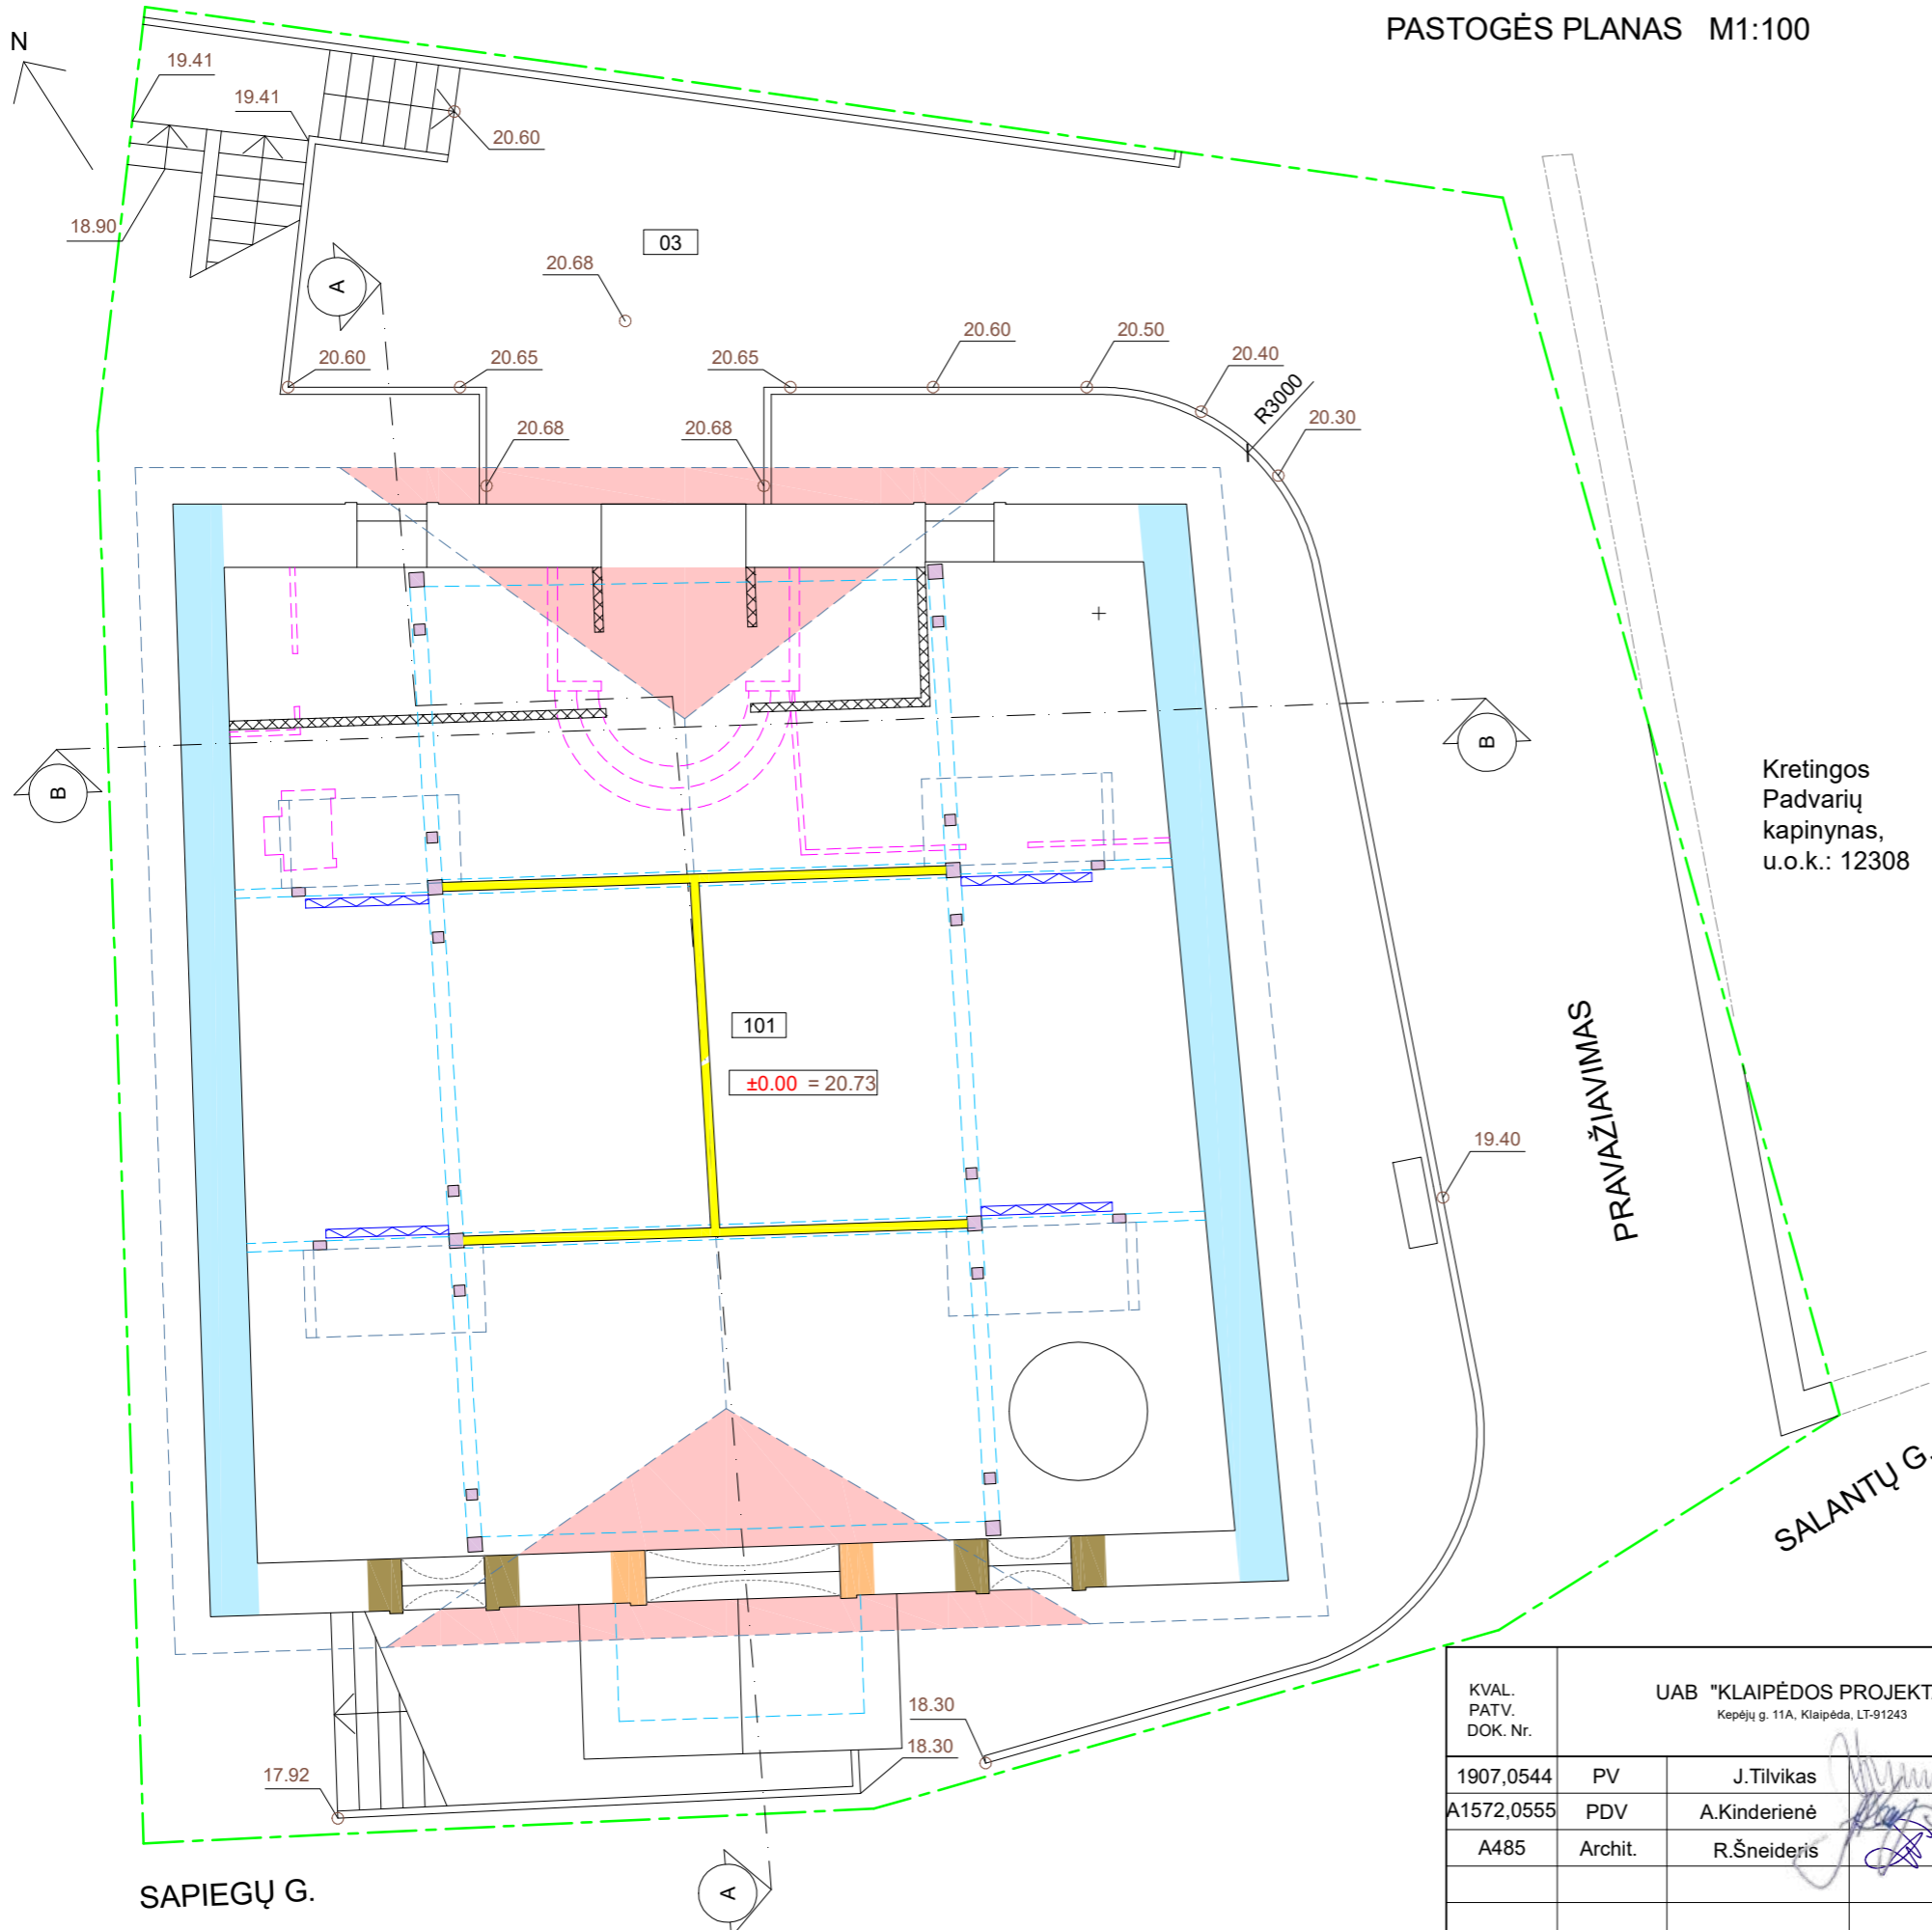 PASTOGĖS PLANAS M1:100
N
19.41
19.41
20.60
18.90
03
A
20.68
20.60
20.65
20.65
20.60
20.50
20.40
R3000
20.30
20.68
20.68
B
B
Kretingos
Padvarių
kapinynas,
u.o.k.: 12308
101
±0.00 = 20.73
PRAVAŽIAVIMAS
19.40
SALANTŲ G.
18.30
18.30
17.92
A
SAPIEGŲ G.
KVAL.
PATV.
DOK. Nr.
UAB "KLAIPĖDOS PROJEKT
Kepėjų g. 11A, Klaipėda, LT-91243
1907,0544 PV J.Tilvikas
A1572,0555 PDV A.Kinderienė
A485 Archit. R.Šneideris